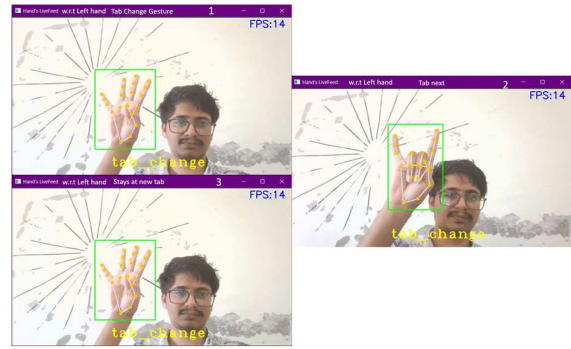 Hand's LiveFeed w.r.t Left hand Tab Change Gesture 1
FPS:14
tab_change
Hand's LiveFeed w.r.t Left hand Tab next 2
FPS:14
tab_change
Hand's LiveFeed w.r.t Left hand Stays at new tab 3
FPS:14
tab_change